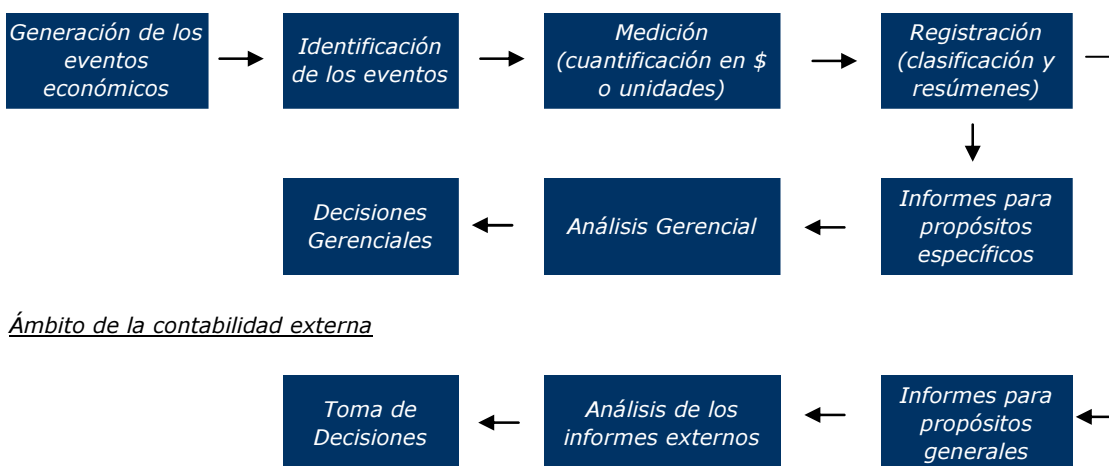 Generación de los
eventos
económicos
Identificación
de los eventos
Medición
(cuantificación en $
o unidades)
Registración
(clasificación y
resúmenes)
Decisiones
Gerenciales
Análisis Gerencial
Informes para
propósitos
específicos
Ámbito de la contabilidad externa
Toma de
Decisiones
Análisis de los
informes externos
Informes para
propósitos
generales